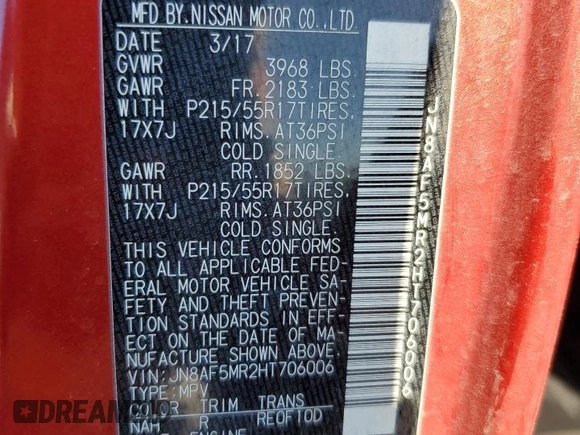 MFD BY.NISSAN MOTOR CO.,LTD.
DATE 3/17
GVWR 3968 LBS
GAWR FR.2183 LBS
WITH P215/55R17TIRES.
17X7J RIMS.AT36PSI
COLD SINGLE.
GAWR RR.1852 LBS.
WITH P215/55R17TIRES.
17X7J RIMS.AT36PSI
COLD SINGLE.
THIS VEHICLE CONFORMS
TO ALL APPLICABLE FED-
ERAL MOTOR VEHICLE SA-
FETY AND THEFT PREVEN-
TION STANDARDS IN EFF-
ECT ON THE DATE OF MA-
NUFACTURE SHOWN ABOVE.
VIN:JN8AF5MR2HT706006
TYPE:MPV
COLOR TRIM TRANS
NAH R RE0F10D
ENGINE
JN8AF5MR2HT706006